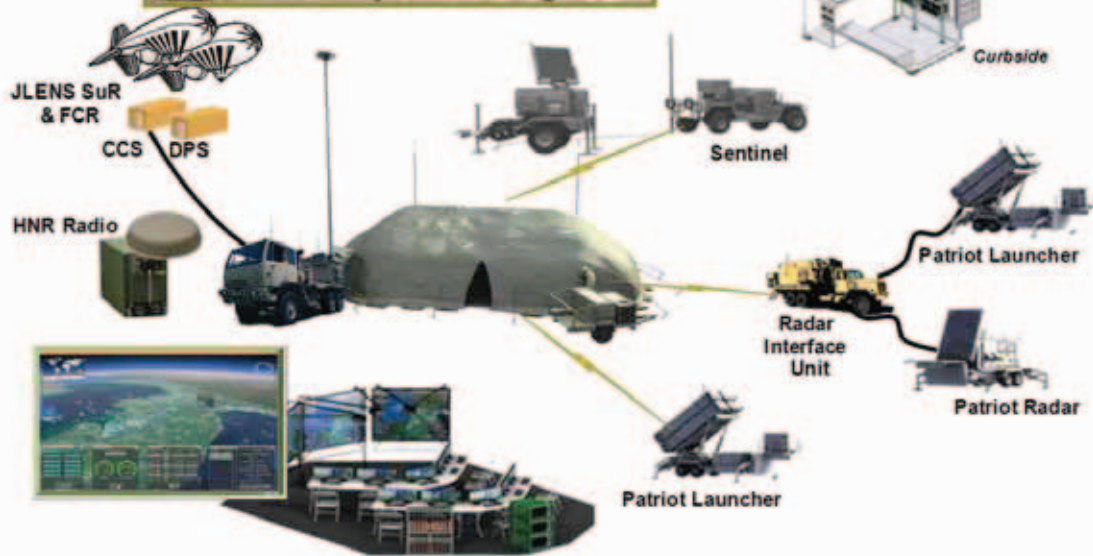 Curbside
JLENS SuR
& FCR
CCS DPS
Sentinel
HNR Radio
Patriot Launcher
Radar
Interface
Unit
Patriot Radar
Patriot Launcher